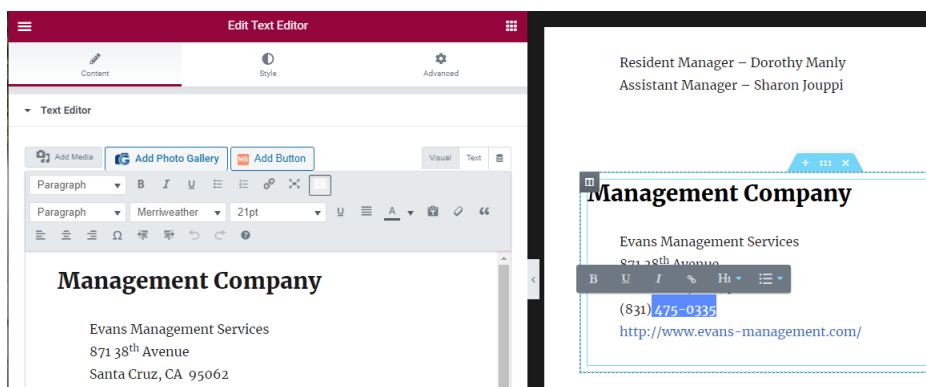 Edit Text Editor
Content
Style
Advanced
Text Editor
Add Media
Add Photo Gallery
MB Add Button
Visual
Text
Paragraph
B I U
Paragraph
Merriweather
21pt
U
A
Ω
Management Company
Evans Management Services
871 38th Avenue
Santa Cruz, CA 95062
Resident Manager – Dorothy Manly
Assistant Manager – Sharon Jouppi
Management Company
Evans Management Services
871 38th Avenue
B U I H1
(831) 475-0335
http://www.evans-management.com/